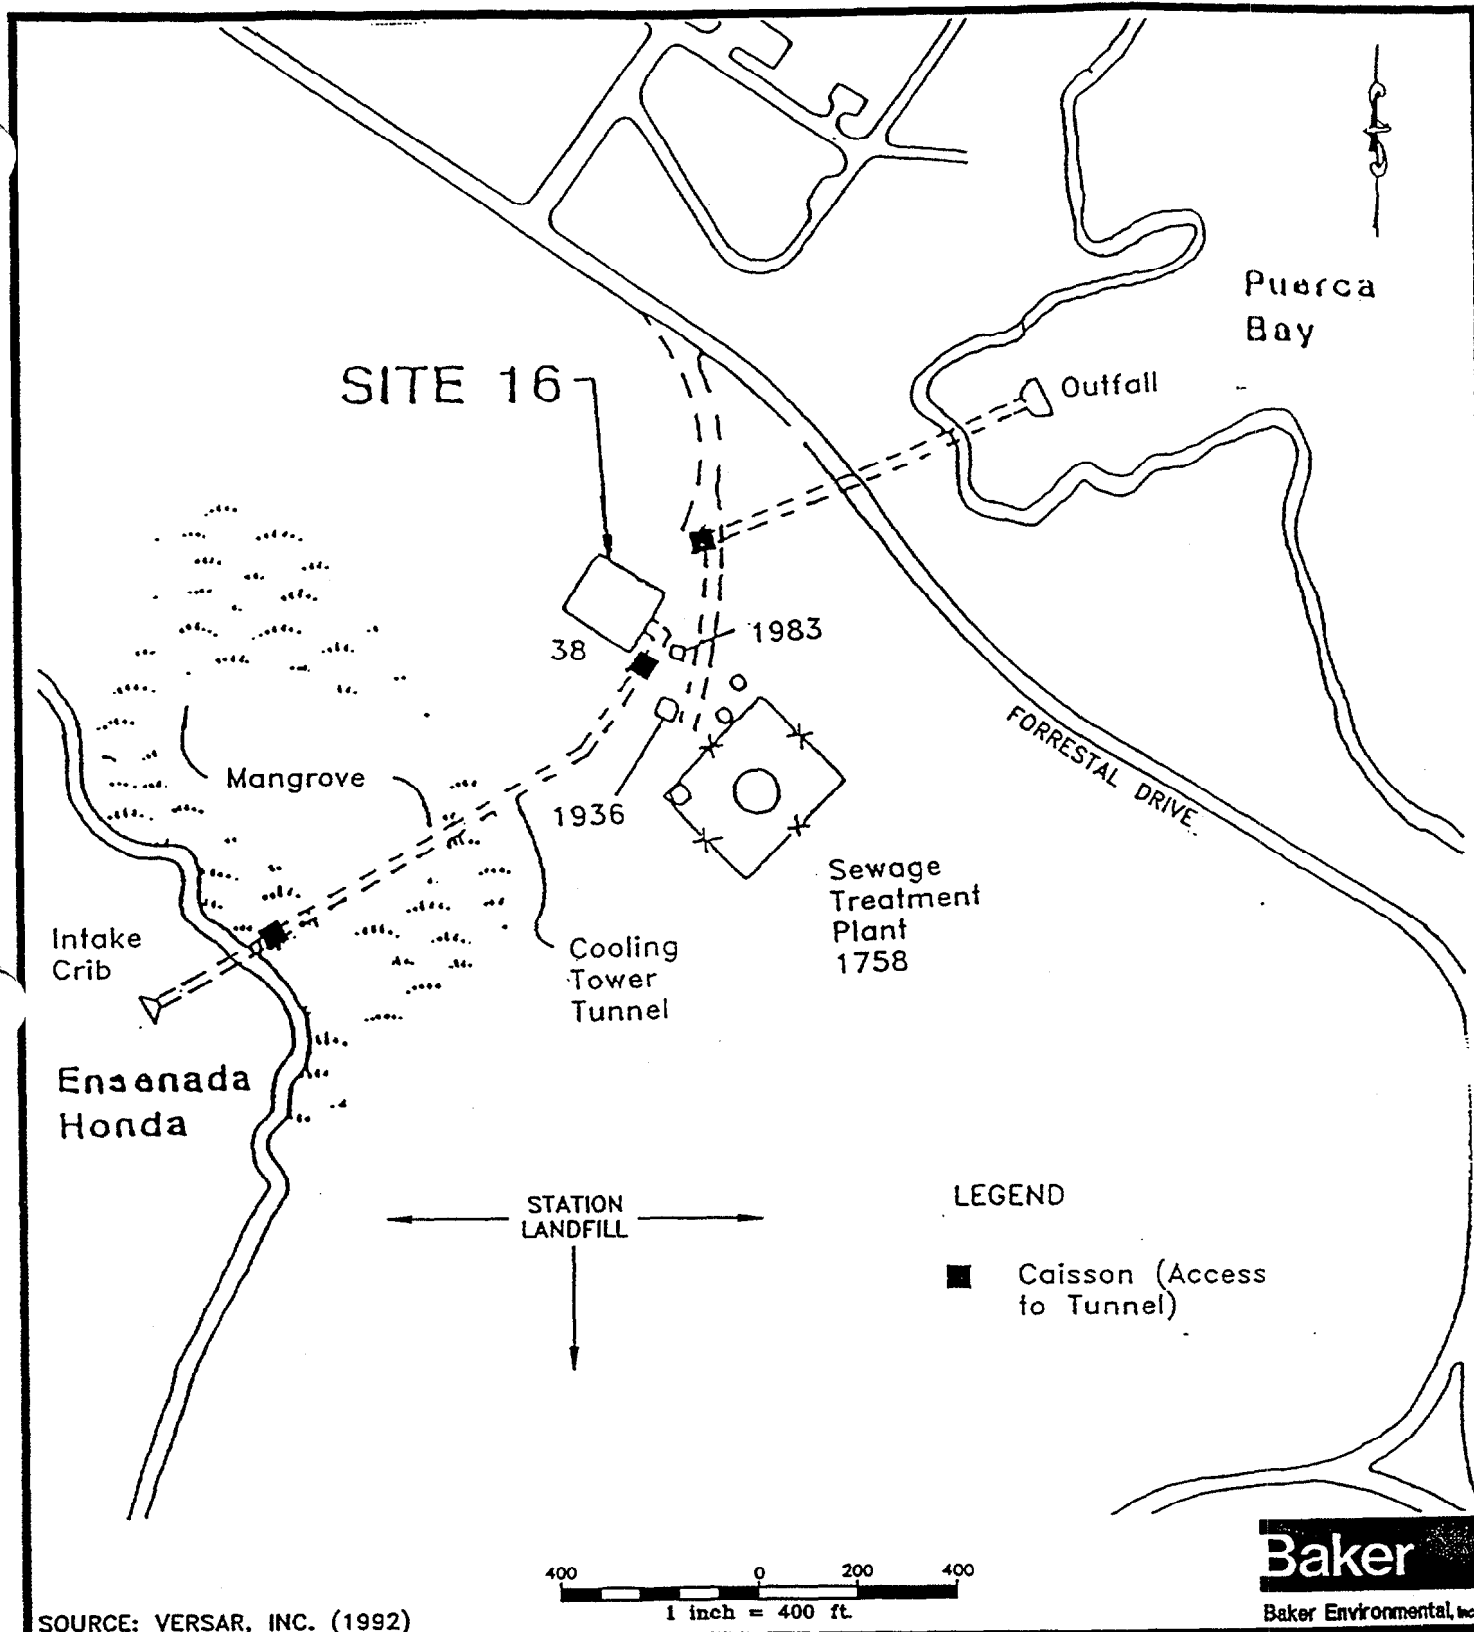 Puerca
Bay
SITE 16
Outfall
1983
38
FORRESTAL DRIVE
Mangrove
1936
Sewage
Treatment
Plant
1758
Intake
Crib
Cooling
Tower
Tunnel
Ensenada
Honda
STATION
LANDFILL
LEGEND
Caisson (Access
to Tunnel)
400 0 200 400
1 inch = 400 ft.
Baker
Baker Environmental, Inc
SOURCE: VERSAR, INC. (1992)